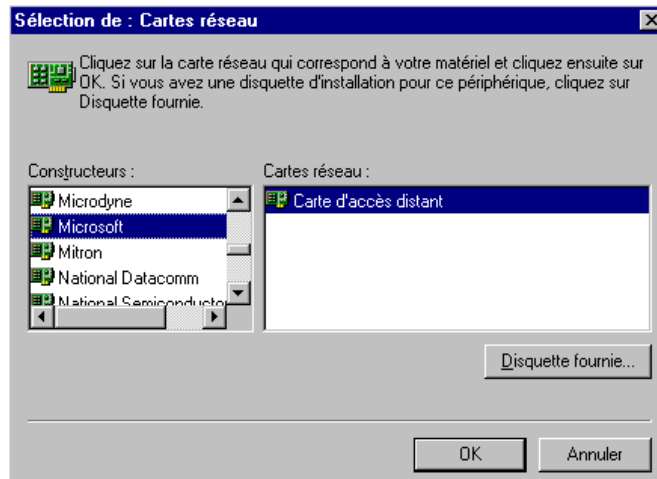 Sélection de : Cartes réseau
Cliquez sur la carte réseau qui correspond à votre matériel et cliquez ensuite sur
OK. Si vous avez une disquette d'installation pour ce périphérique, cliquez sur
Disquette fournie.
Constructeurs :
Cartes réseau :
Microdyne
Microsoft
Mitron
National Datacomm
National Semiconductor
Carte d'accès distant
Disquette fournie...
OK
Annuler